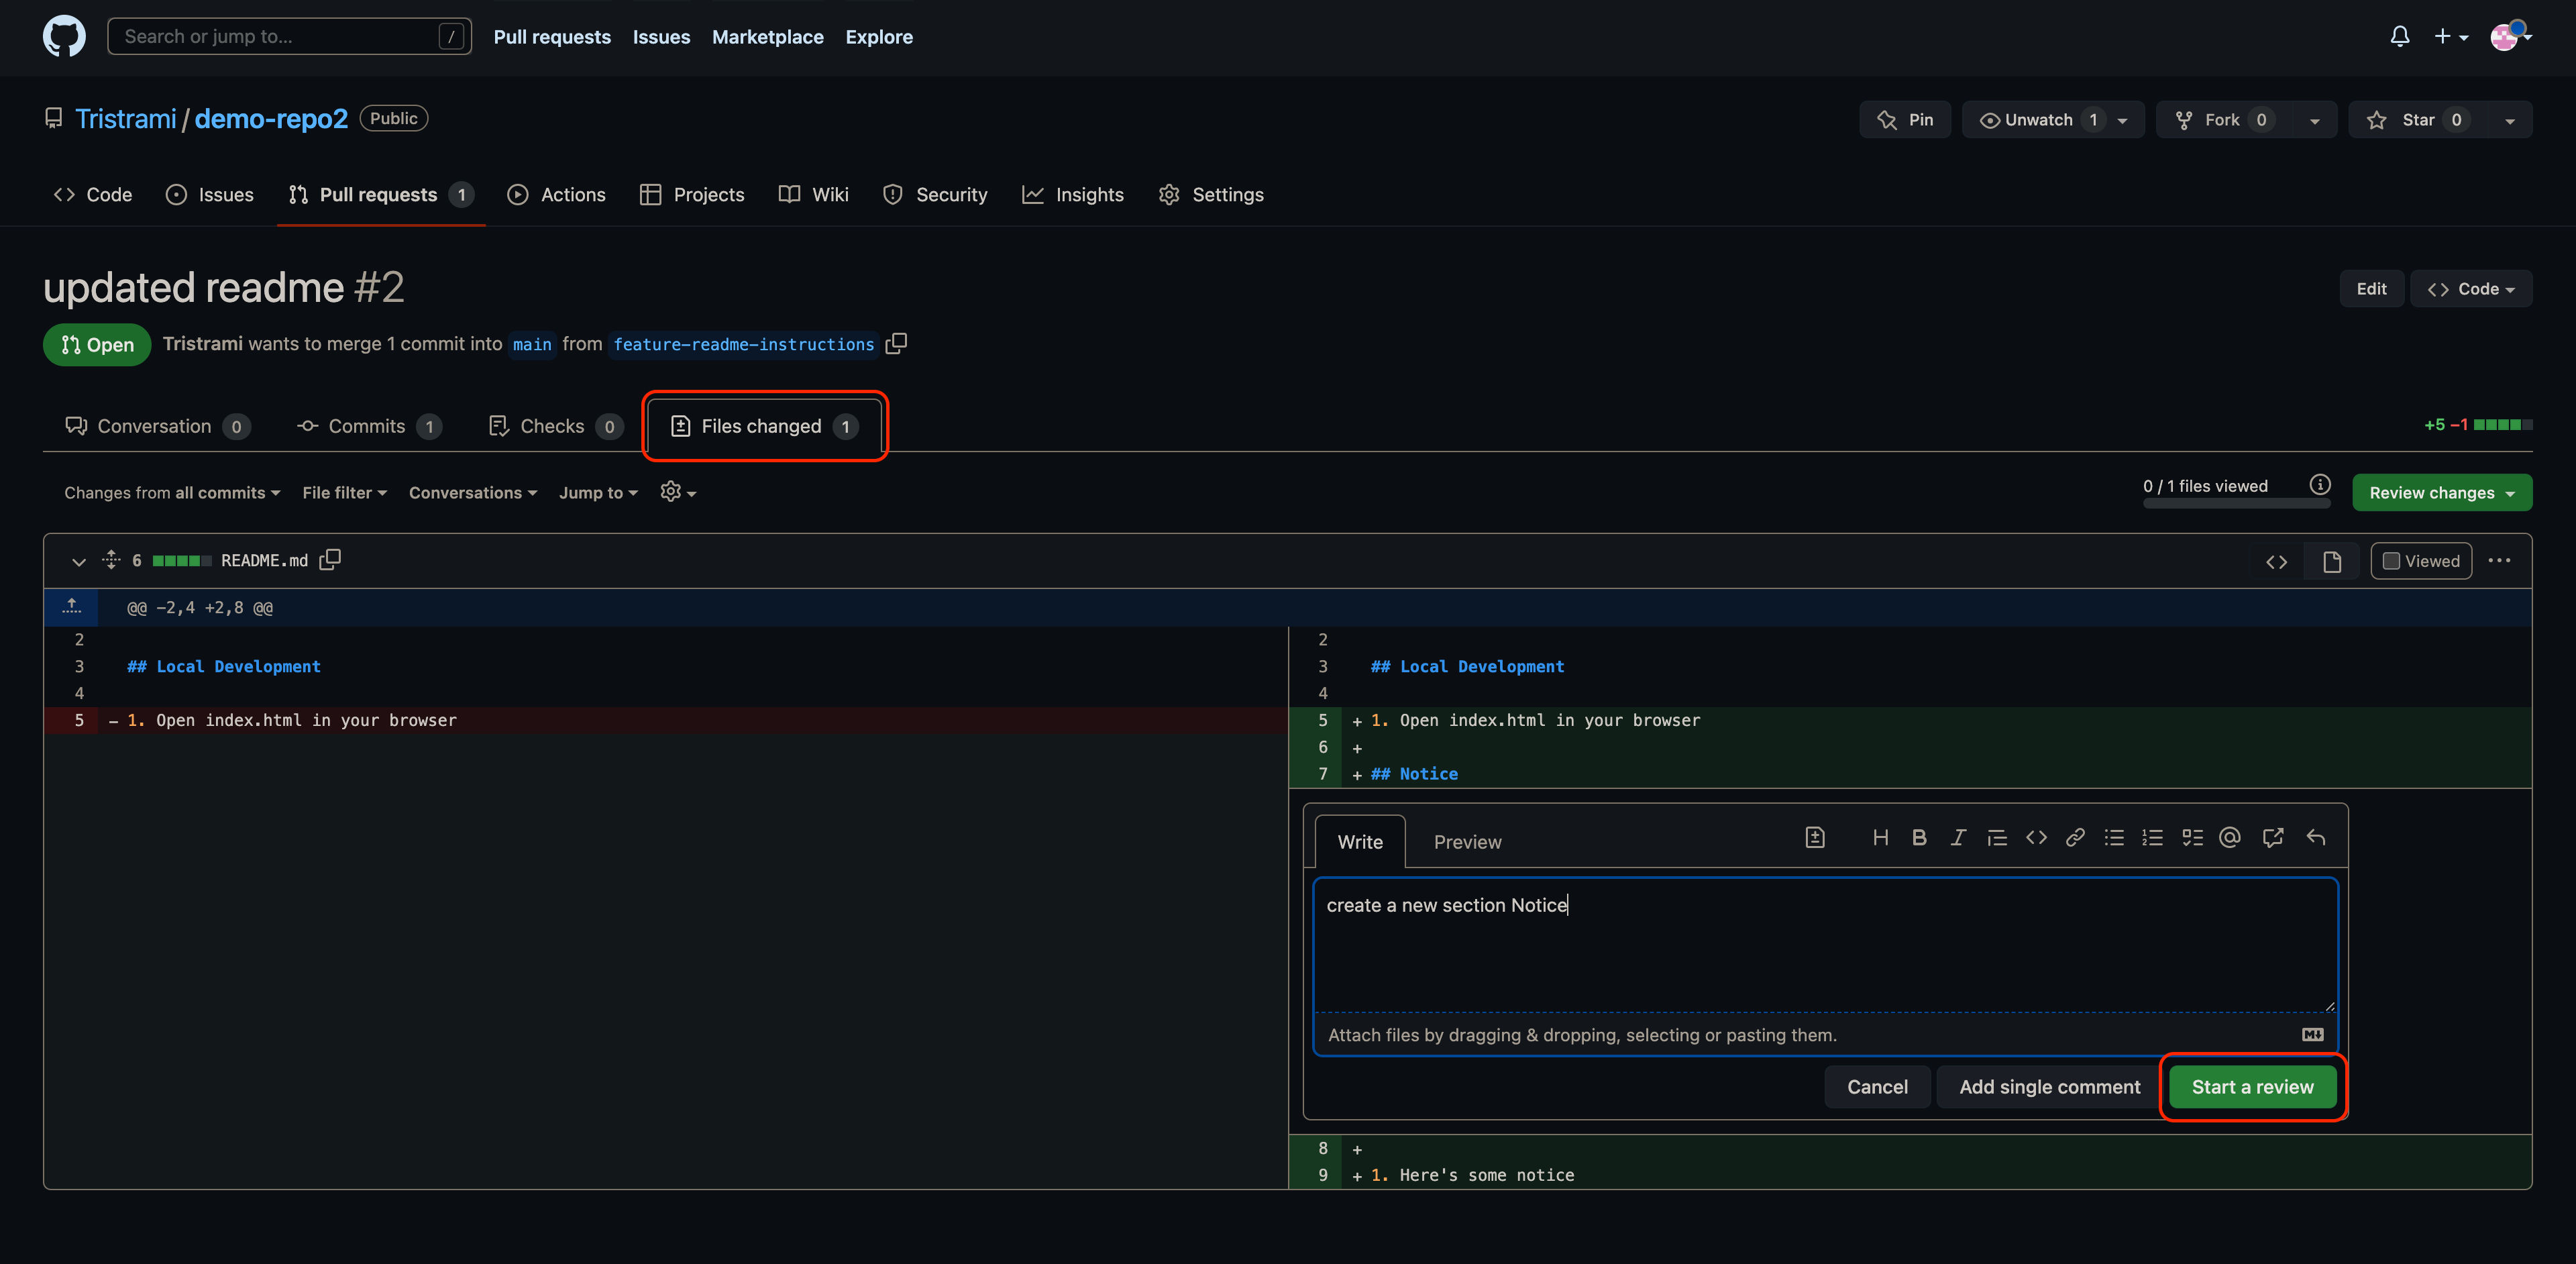 Search or jump to... / Pull requests Issues Marketplace Explore
Tristrami / demo-repo2 Public Pin Unwatch 1 Fork 0 Star 0
Code Issues Pull requests 1 Actions Projects Wiki Security Insights Settings
updated readme #2 Edit Code
Open Tristrami wants to merge 1 commit into main from feature-readme-instructions
Conversation 0 Commits 1 Checks 0 Files changed 1 +5 −1
Changes from all commits File filter Conversations Jump to 0 / 1 files viewed Review changes
6 README.md Viewed
@@ -2,4 +2,8 @@
2 2
3 ## Local Development 3 ## Local Development
4 4
5 - 1. Open index.html in your browser 5 + 1. Open index.html in your browser
6 +
7 + ## Notice
Write Preview H B I
create a new section Notice
Attach files by dragging & dropping, selecting or pasting them.
Cancel Add single comment Start a review
8 +
9 + 1. Here's some notice